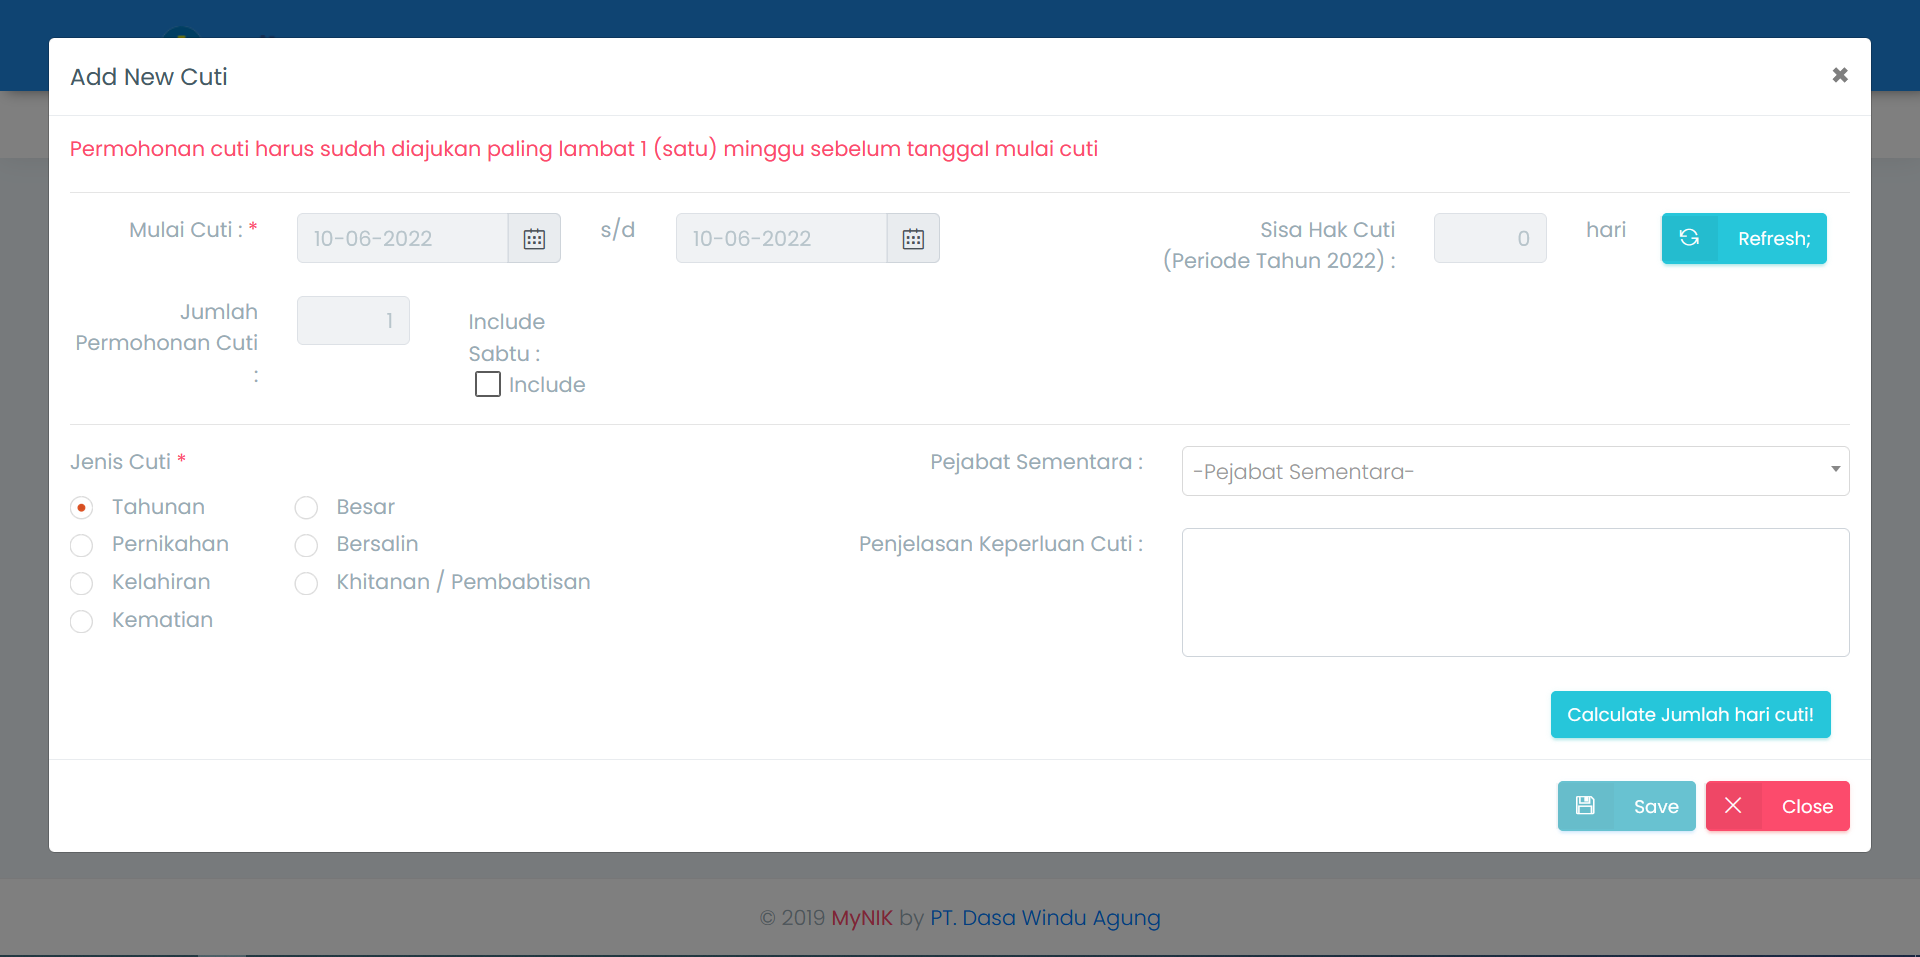 Add New Cuti
Permohonan cuti harus sudah diajukan paling lambat 1 (satu) minggu sebelum tanggal mulai cuti
Mulai Cuti : *
10-06-2022
s/d
10-06-2022
Sisa Hak Cuti
(Periode Tahun 2022) :
0
hari
Refresh;
Jumlah
Permohonan Cuti
:
1
Include
Sabtu :
Include
Jenis Cuti *
Tahunan
Besar
Pernikahan
Bersalin
Kelahiran
Khitanan / Pembabtisan
Kematian
Pejabat Sementara :
-Pejabat Sementara-
Penjelasan Keperluan Cuti :
Calculate Jumlah hari cuti!
Save
Close
© 2019 MyNIK by PT. Dasa Windu Agung